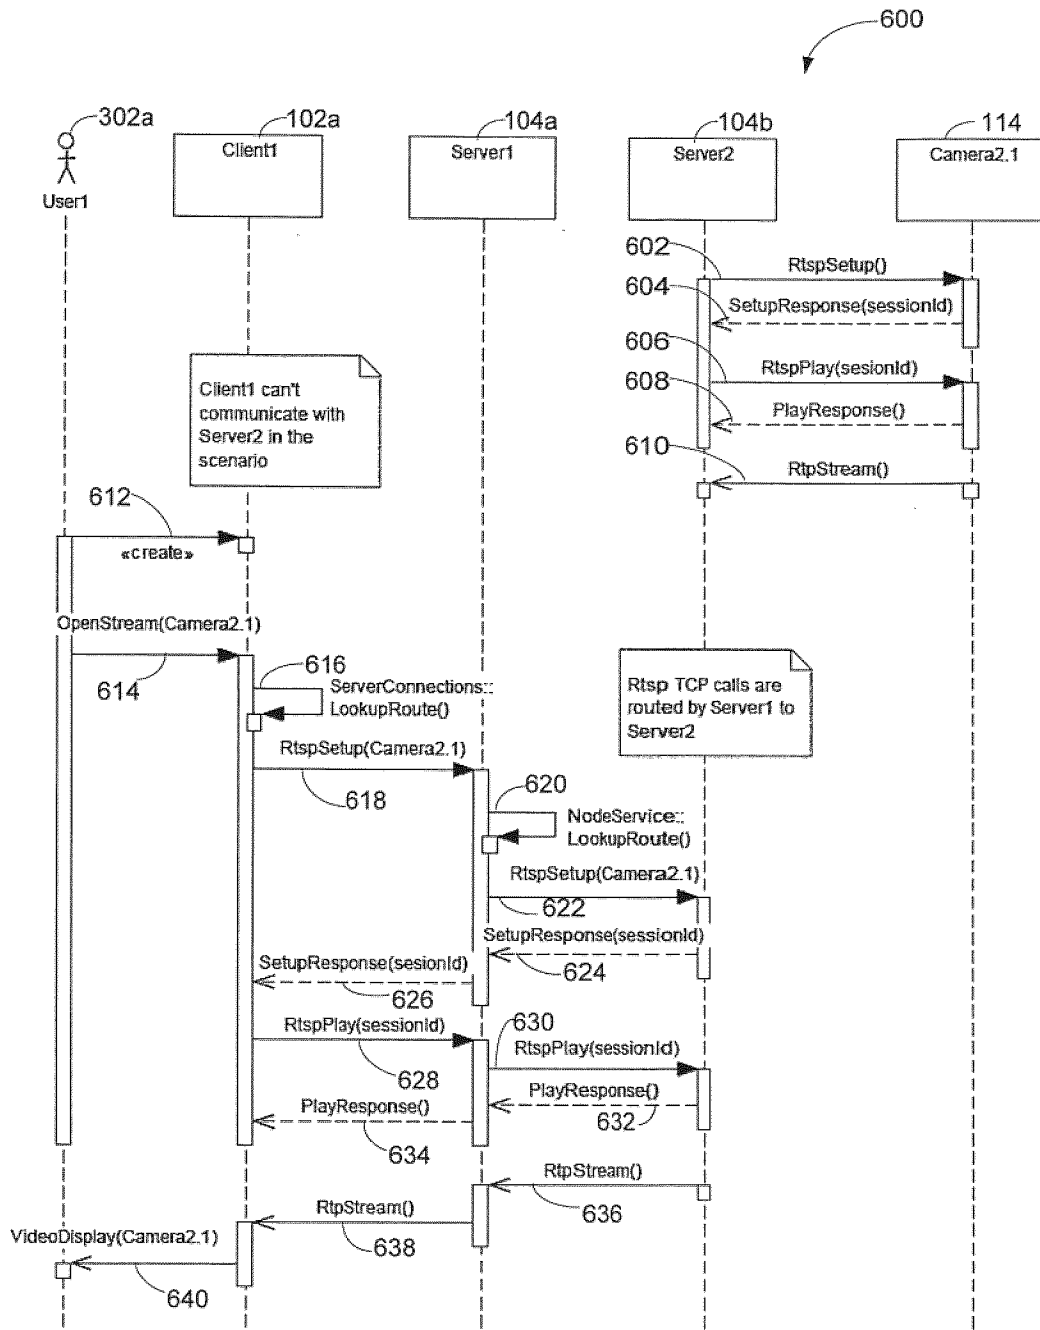 600
302a
102a
104a
104b
114
Client1
Server1
Server2
Camera2.1
User1
602
RtspSetup()
604
SetupResponse(sessionId)
606
RtspPlay(sesionId)
608
PlayResponse()
610
RtpStream()
Client1 can't
communicate with
Server2 in the
scenario
612
«create»
OpenStream(Camera2.1)
614
616
ServerConnections::
LookupRoute()
Rtsp TCP calls are
routed by Server1 to
Server2
RtspSetup(Camera2.1)
618
620
NodeService::
LookupRoute()
RtspSetup(Camera2.1)
622
SetupResponse(sessionId)
624
SetupResponse(sesionId)
626
RtspPlay(sessionId)
628
630
RtspPlay(sessionId)
PlayResponse()
632
PlayResponse()
634
RtpStream()
636
RtpStream()
638
VideoDisplay(Camera2.1)
640